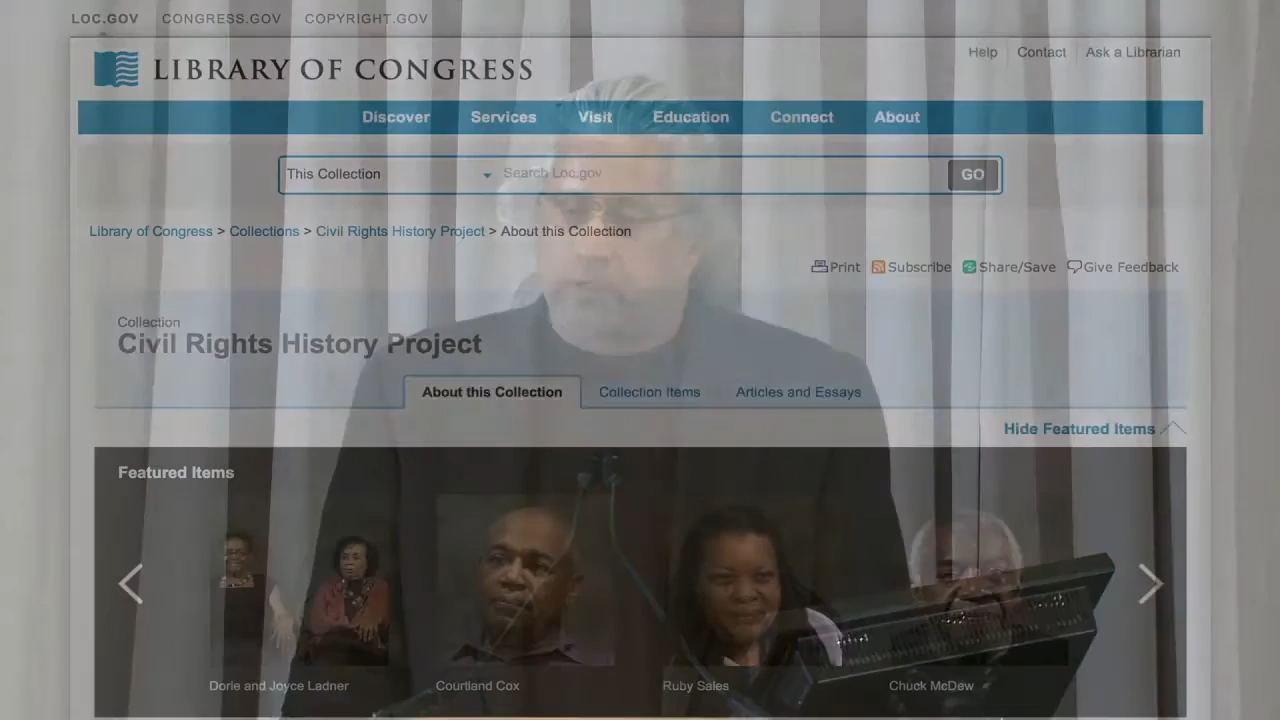 LOC.GOV CONGRESS.GOV COPYRIGHT.GOV
LIBRARY OF CONGRESS
Help Contact Ask a Librarian
Discover Services Visit Education Connect About
This Collection Search Loc.gov GO
Library of Congress > Collections > Civil Rights History Project > About this Collection
Print Subscribe Share/Save Give Feedback
Collection
Civil Rights History Project
About this Collection Collection Items Articles and Essays
Hide Featured Items
Featured Items
Dorie and Joyce Ladner Courtland Cox Ruby Sales Chuck McDew